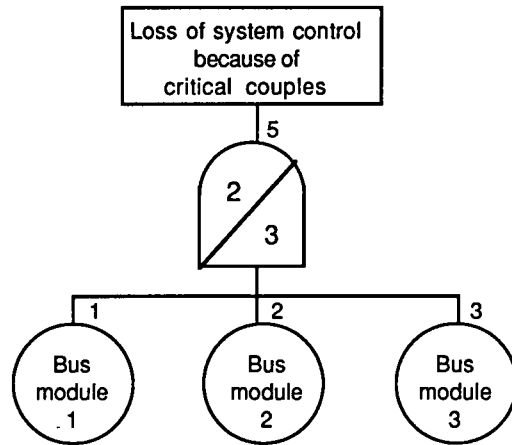 Loss of system control
because of
critical couples
5
2
3
1
2
3
Bus
module
1
Bus
module
2
Bus
module
3